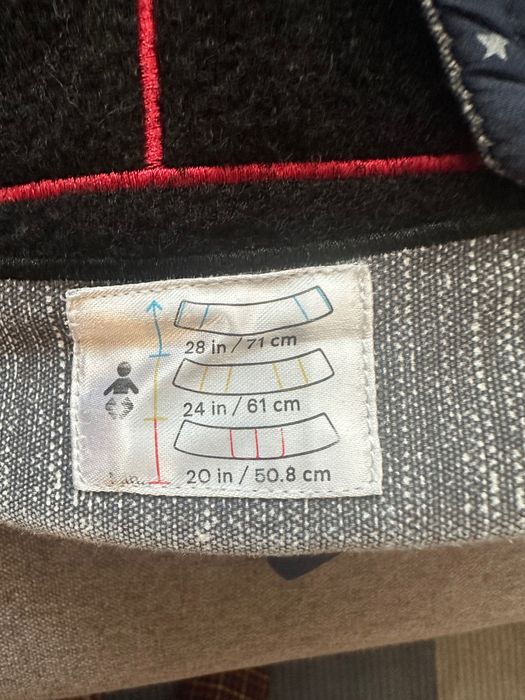 28 in / 71 cm
24 in / 61 cm
20 in / 50.8 cm